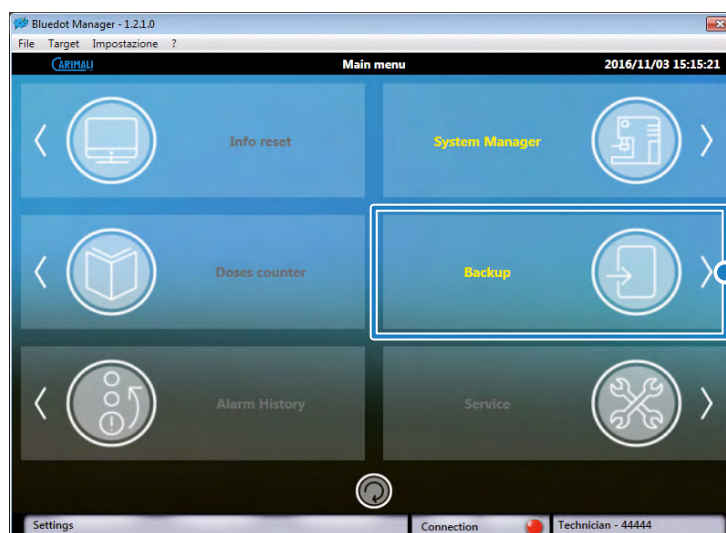 Bluedot Manager - 1.2.1.0
File Target Impostazione ?
CARIMALI Main menu 2016/11/03 15:15:21
Info reset System Manager
Doses counter Backup
Alarm History Service
Settings Connection Technician - 44444